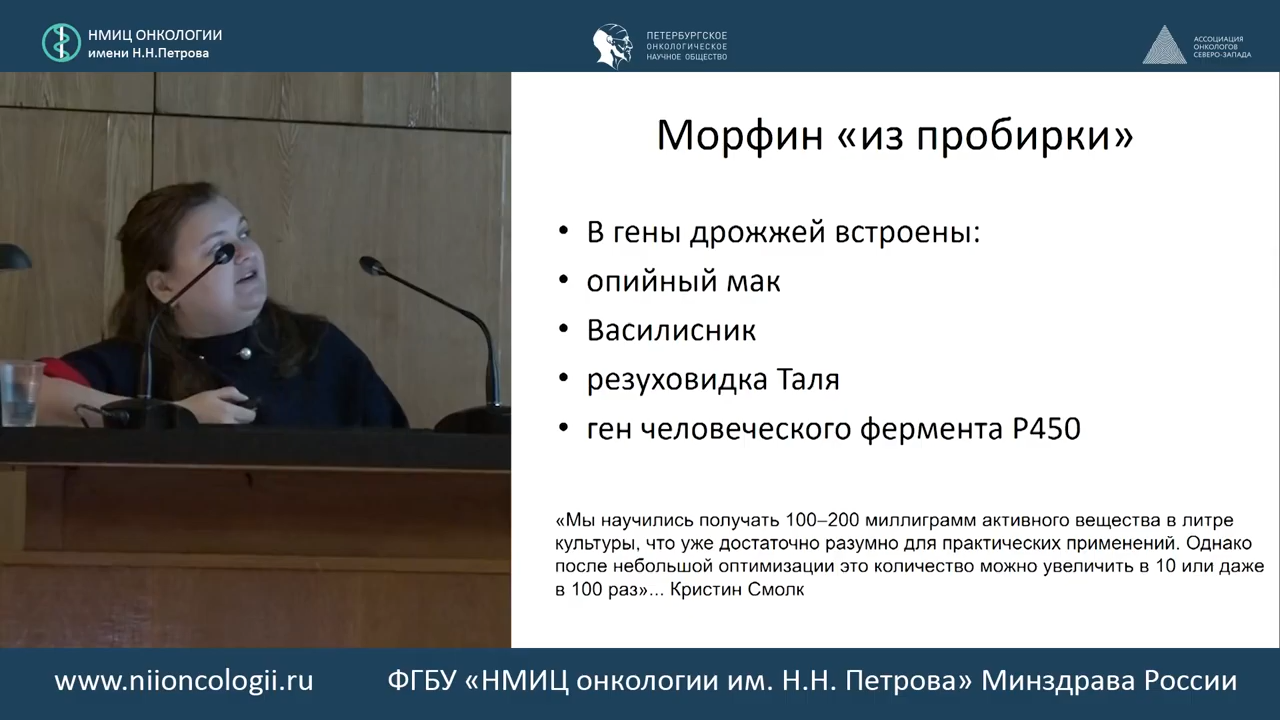 НМИЦ ОНКОЛОГИИ
имени Н.Н.Петрова
ПЕТЕРБУРГСКОЕ
ОНКОЛОГИЧЕСКОЕ
НАУЧНОЕ ОБЩЕСТВО
АССОЦИАЦИЯ
ОНКОЛОГОВ
СЕВЕРО-ЗАПАДА
Морфин «из пробирки»
• В гены дрожжей встроены:
• опийный мак
• Василисник
• резуховидка Таля
• ген человеческого фермента P450
«Мы научились получать 100–200 миллиграмм активного вещества в литре
культуры, что уже достаточно разумно для практических применений. Однако
после небольшой оптимизации это количество можно увеличить в 10 или даже
в 100 раз»... Кристин Смолк
www.niioncologii.ru
ФГБУ «НМИЦ онкологии им. Н.Н. Петрова» Минздрава России